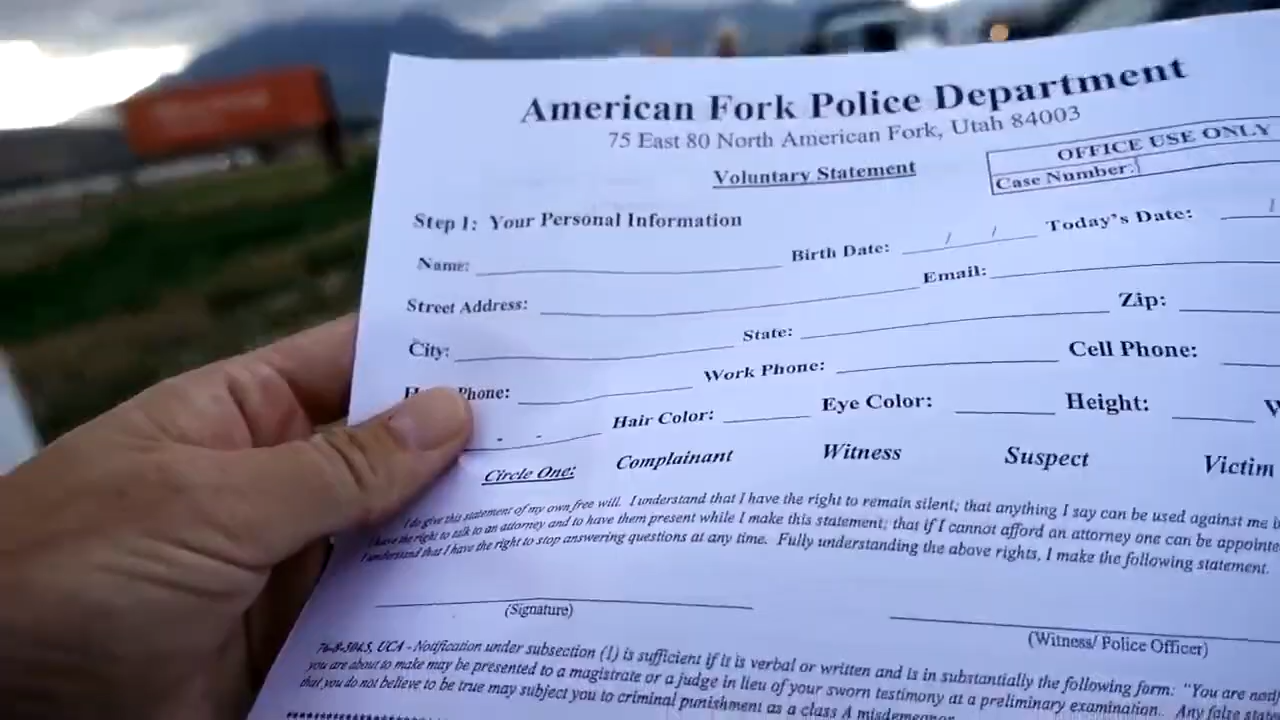 American Fork Police Department
75 East 80 North American Fork, Utah 84003
OFFICE USE ONLY
Voluntary Statement
Case Number:
Step 1: Your Personal Information
Name: Birth Date: / / Today's Date: /
Street Address: Email:
City: State: Zip:
Phone: Work Phone: Cell Phone:
- - Hair Color: Eye Color: Height: W
Circle One: Complainant Witness Suspect Victim
I do give this statement of my own free will. I understand that I have the right to remain silent; that anything I say can be used against me
I have the right to talk to an attorney and to have them present while I make this statement; that if I cannot afford an attorney one can be appointe
I understand that I have the right to stop answering questions at any time. Fully understanding the above rights, I make the following statement.
(Signature) (Witness/ Police Officer)
76-8-504.5, UCA - Notification under subsection (1) is sufficient if it is verbal or written and is in substantially the following form: "You are
you are about to make may be presented to a magistrate or a judge in lieu of your sworn testimony at a preliminary examination. Any false
that you do not believe to be true may subject you to criminal punishment as a class A misdemeanor